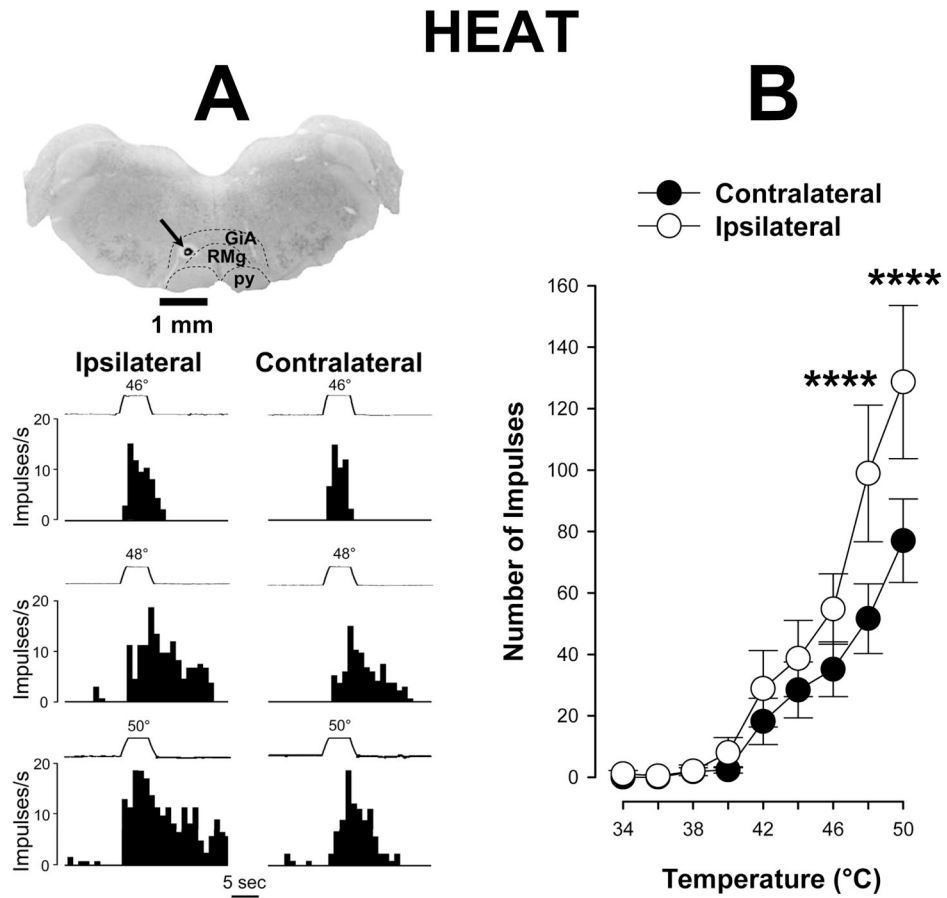 HEAT
A
B
GiA
RMg
py
1 mm
Ipsilateral
Contralateral
46°
46°
20
10
0
Impulses/s
48°
48°
20
10
0
Impulses/s
50°
50°
20
10
0
Impulses/s
5 sec
Contralateral
Ipsilateral
****
****
160
140
120
100
80
60
40
20
0
Number of Impulses
34 38 42 46 50
Temperature (°C)